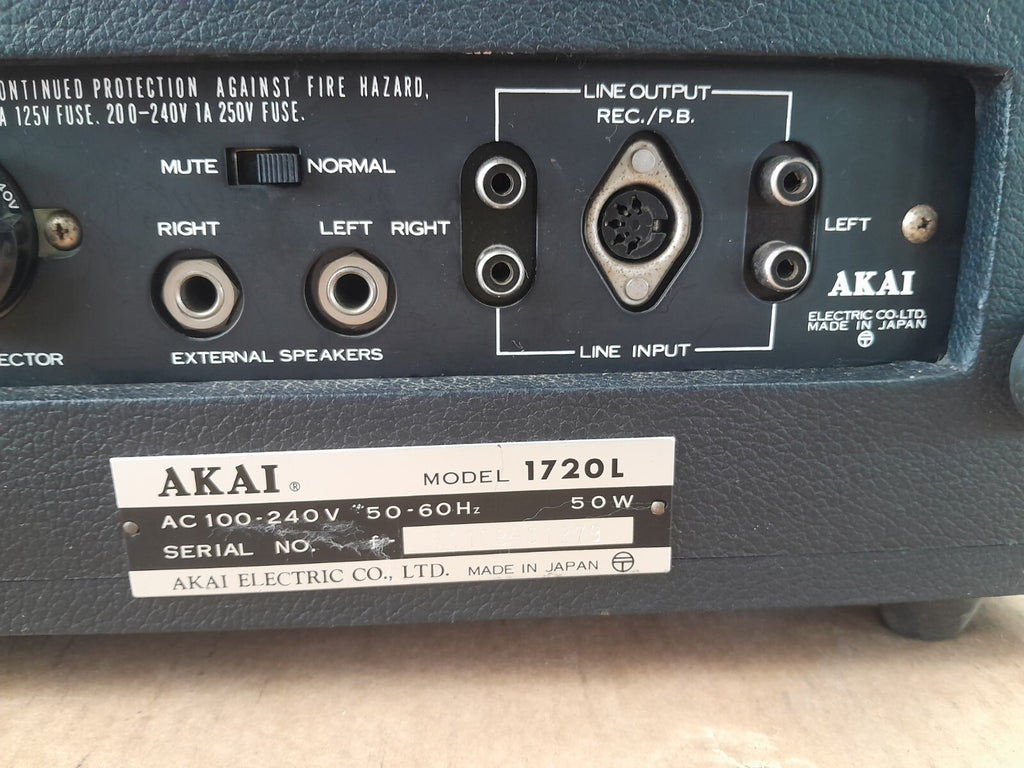 ONTINUED PROTECTION AGAINST FIRE HAZARD,
A 125V FUSE. 200-240V 1A 250V FUSE.
LINE OUTPUT
REC./P.B.
MUTE NORMAL
RIGHT LEFT
RIGHT LEFT
EXTERNAL SPEAKERS
ECTOR
LINE INPUT
AKAI
ELECTRIC CO.LTD.
MADE IN JAPAN
AKAI ® MODEL 1720L
AC 100-240V 50-60Hz 50W
SERIAL NO.
AKAI ELECTRIC CO., LTD. MADE IN JAPAN